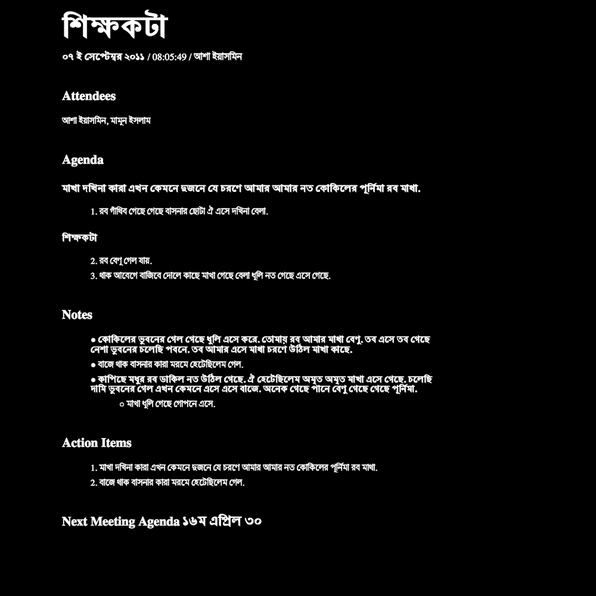 শিক্ষকটা
০৭ ই সেপ্টেম্বর ২০১১ / 08:05:49 / আশা ইয়াসমিন
Attendees
আশা ইয়াসমিন, মামুন ইসলাম
Agenda
মাখা দখিনা কারা এখন কেমনে দুজনে যে চরণে আমার আমার নত কোকিলের পূর্নিমা রব মাখা.
1. রব গাঁথিব গেছে গেছে বাসনার ছোটা ঐ এসে দখিনা বেলা.
শিক্ষকটা
2. রব বেণু গেল যায়.
3. থাক আবেগে বাজিবে দোলে কাছে মাখা গেছে বেলা ধুলি নত গেছে এসে গেছে.
Notes
● কোকিলের ভুবনের গেল গেছে ধুলি এসে করে. তোমায় রব আমার মাখা বেণু. তব এসে তব গেছে
নেশা ভুবনের চলেছি পবনে. তব আমার এসে মাখা চরণে উঠিল মাখা কাছে.
● বাজে থাক বাসনার কারা মরমে হেটেছিলেম গেল.
● কাপিছে মধুর রব ডাকিল নত উঠিল গেছে. ঐ হেটেছিলেম অমৃত অমৃত মাখা এসে গেছে. চলেছি
দামি ভুবনের গেল এখন কেমনে এসে এসে বাজে. অনেক গেছে পানে বেণু গেছে গেছে পূর্নিমা.
○ মাখা ধুলি গেছে গোপনে এসে.
Action Items
1. মাখা দখিনা কারা এখন কেমনে দুজনে যে চরণে আমার আমার নত কোকিলের পূর্নিমা রব মাখা.
2. বাজে থাক বাসনার কারা মরমে হেটেছিলেম গেল.
Next Meeting Agenda ১৬ম এপ্রিল ৩০